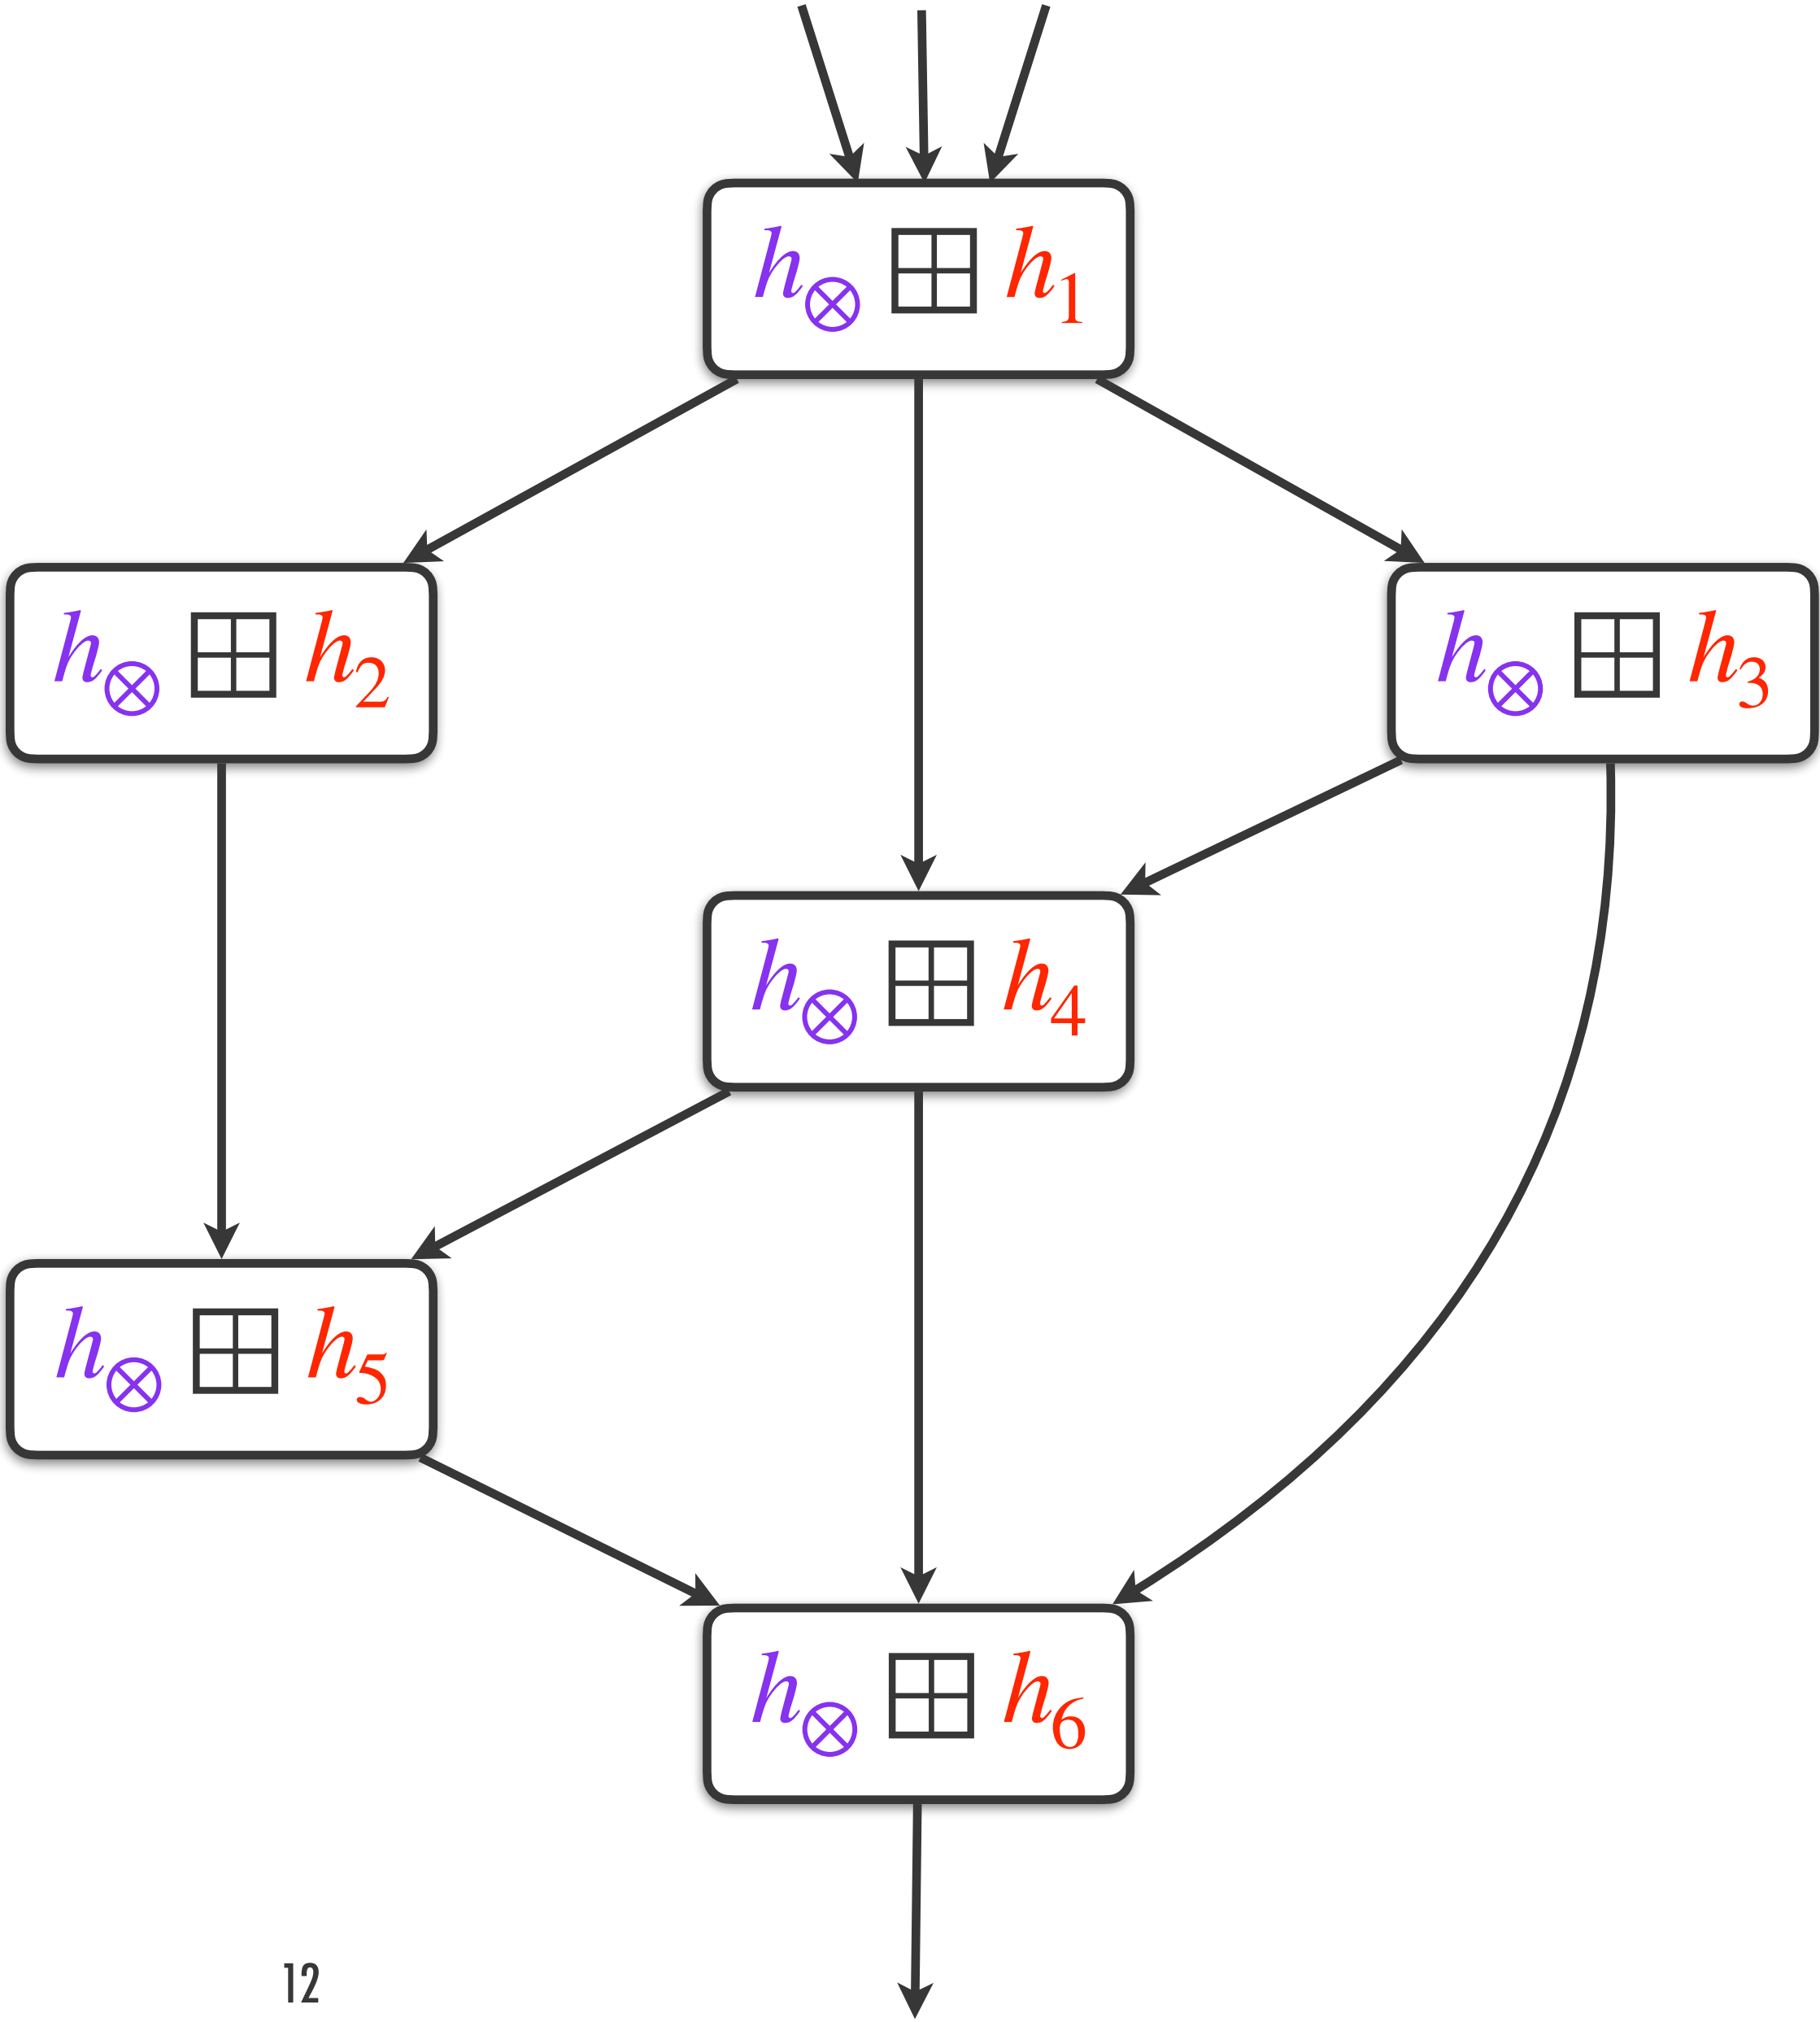 h⊗ ⊞ h1
h⊗ ⊞ h2
h⊗ ⊞ h3
h⊗ ⊞ h4
h⊗ ⊞ h5
h⊗ ⊞ h6
12